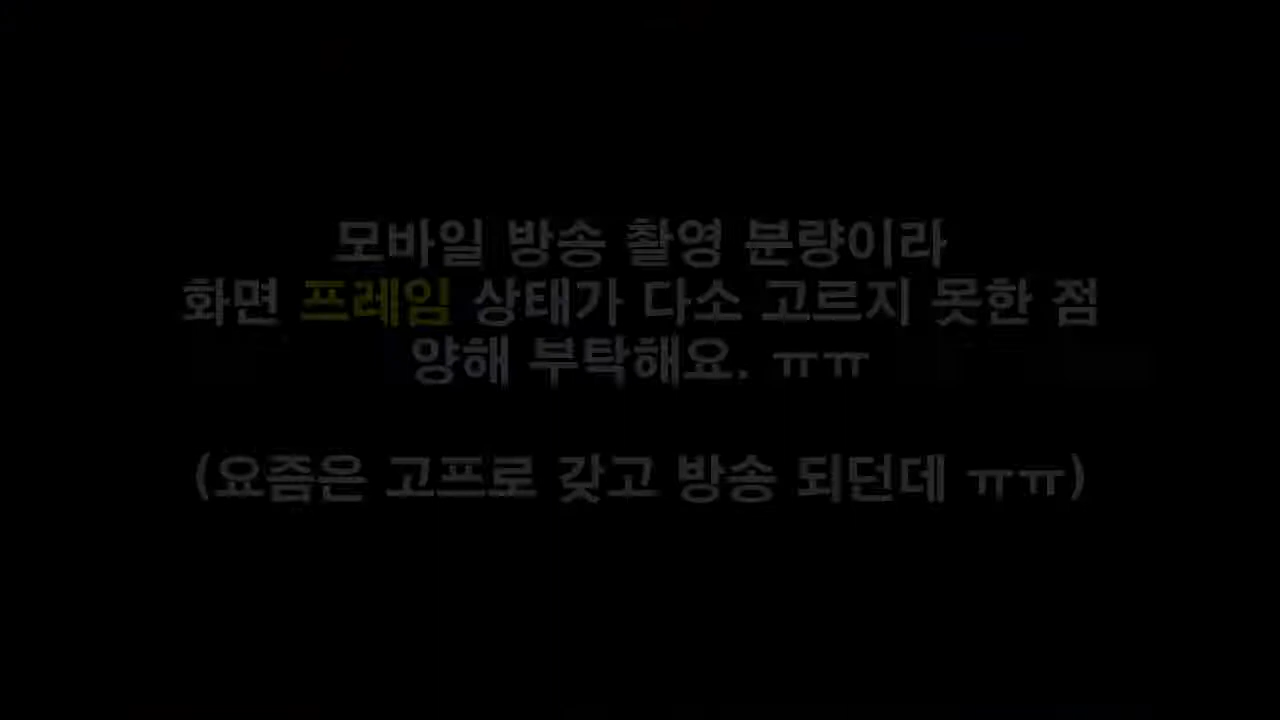 모바일 방송 촬영 분량이라
화면 프레임 상태가 다소 고르지 못한 점
양해 부탁해요. ㅠㅠ
(요즘은 고프로 갖고 방송 되던데 ㅠㅠ)